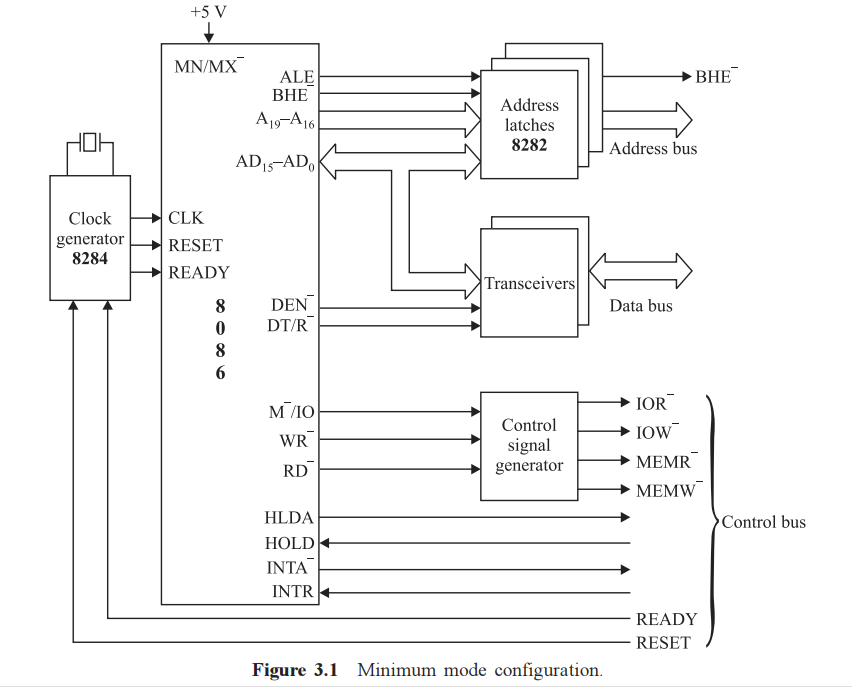 +5 V
MN/MX¯
ALE
BHE¯
A₁₉–A₁₆
AD₁₅–AD₀
Address
latches
8282
BHE¯
Address bus
Clock
generator
8284
CLK
RESET
READY
8
0
8
6
DEN¯
DT/R¯
Transceivers
Data bus
M¯/IO
WR¯
RD¯
Control
signal
generator
IOR¯
IOW¯
MEMR¯
MEMW¯
Control bus
HLDA
HOLD
INTA¯
INTR
READY
RESET
Figure 3.1 Minimum mode configuration.